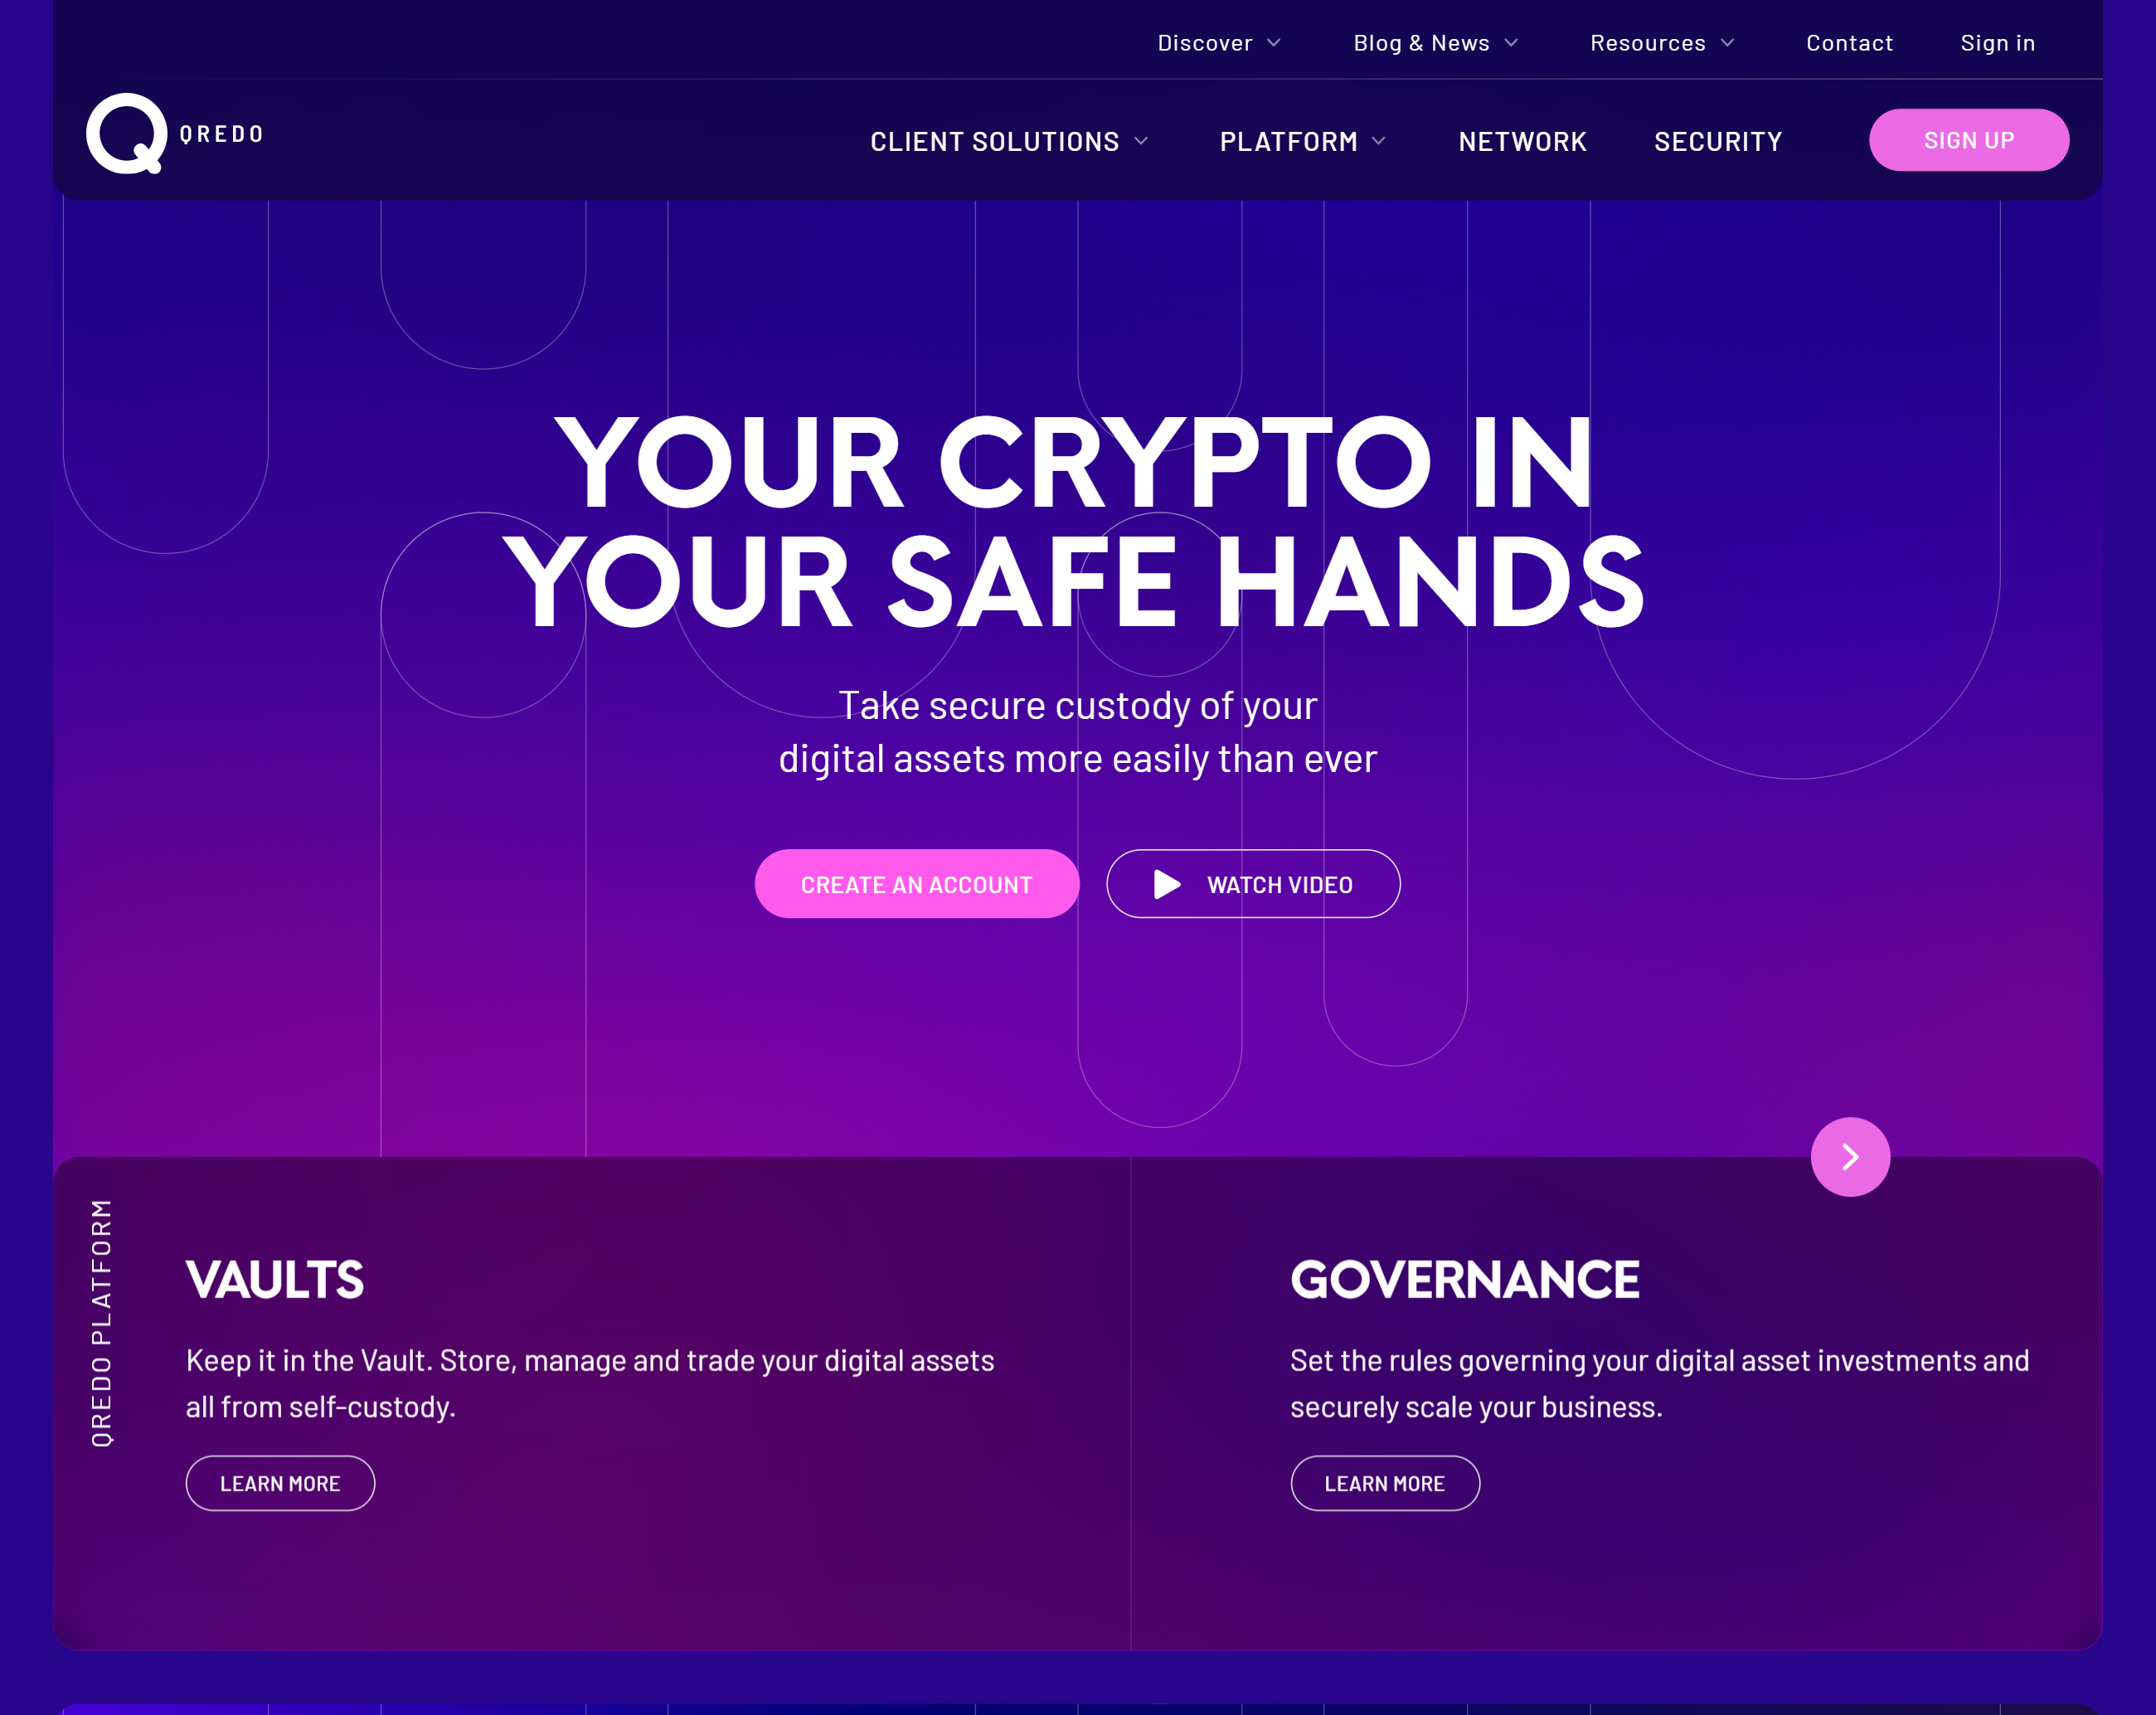 Discover
Blog & News
Resources
Contact
Sign in
QREDO
CLIENT SOLUTIONS
PLATFORM
NETWORK
SECURITY
SIGN UP
YOUR CRYPTO IN
YOUR SAFE HANDS
Take secure custody of your
digital assets more easily than ever
CREATE AN ACCOUNT
WATCH VIDEO
QREDO PLATFORM
VAULTS
Keep it in the Vault. Store, manage and trade your digital assets
all from self-custody.
LEARN MORE
GOVERNANCE
Set the rules governing your digital asset investments and
securely scale your business.
LEARN MORE